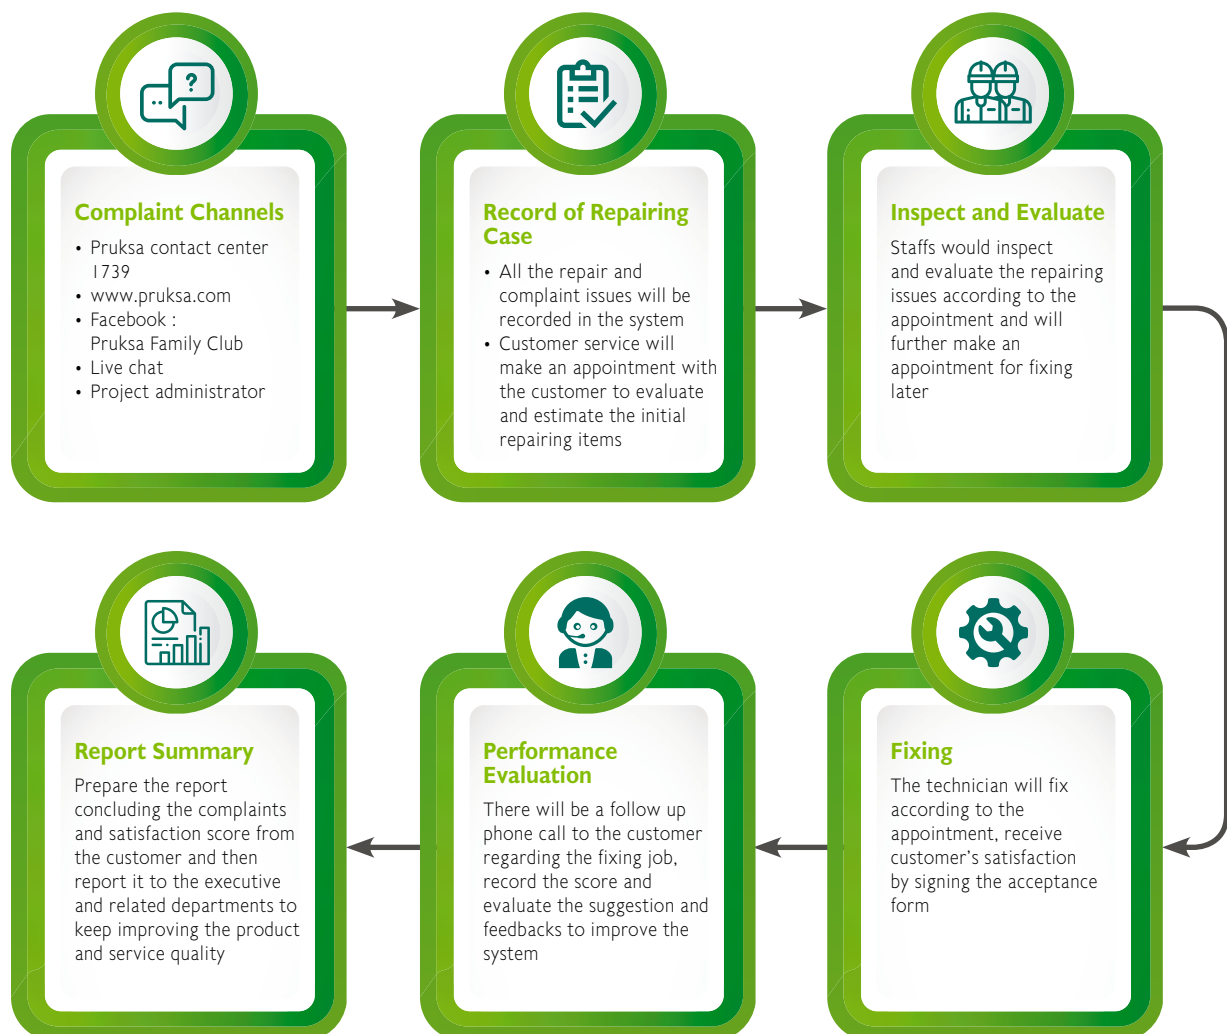 ?
Complaint Channels
• Pruksa contact center
1739
• www.pruksa.com
• Facebook :
Pruksa Family Club
• Live chat
• Project administrator
Record of Repairing
Case
• All the repair and
complaint issues will be
recorded in the system
• Customer service will
make an appointment with
the customer to evaluate
and estimate the initial
repairing items
Inspect and Evaluate
Staffs would inspect
and evaluate the repairing
issues according to the
appointment and will
further make an
appointment for fixing
later
Fixing
The technician will fix
according to the
appointment, receive
customer's satisfaction
by signing the acceptance
form
Performance
Evaluation
There will be a follow up
phone call to the customer
regarding the fixing job,
record the score and
evaluate the suggestion and
feedbacks to improve the
system
Report Summary
Prepare the report
concluding the complaints
and satisfaction score from
the customer and then
report it to the executive
and related departments to
keep improving the product
and service quality